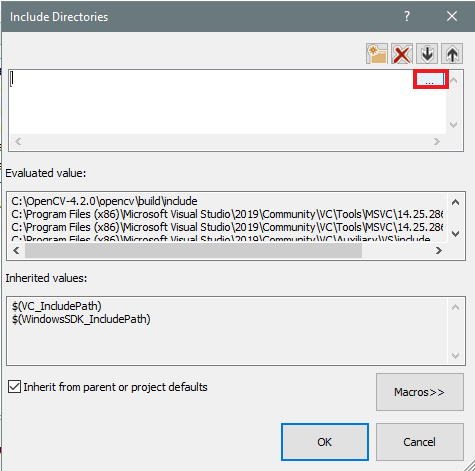 Include Directories
?
...
Evaluated value:
C:\OpenCV-4.2.0\opencv\build\include
C:\Program Files (x86)\Microsoft Visual Studio\2019\Community\VC\Tools\MSVC\14.25.286
C:\Program Files (x86)\Microsoft Visual Studio\2019\Community\VC\Tools\MSVC\14.25.286
C:\Program Files (x86)\Microsoft Visual Studio\2019\Community\VC\Auxiliary\VS\include
Inherited values:
$(VC_IncludePath)
$(WindowsSDK_IncludePath)
Inherit from parent or project defaults
Macros>>
OK
Cancel